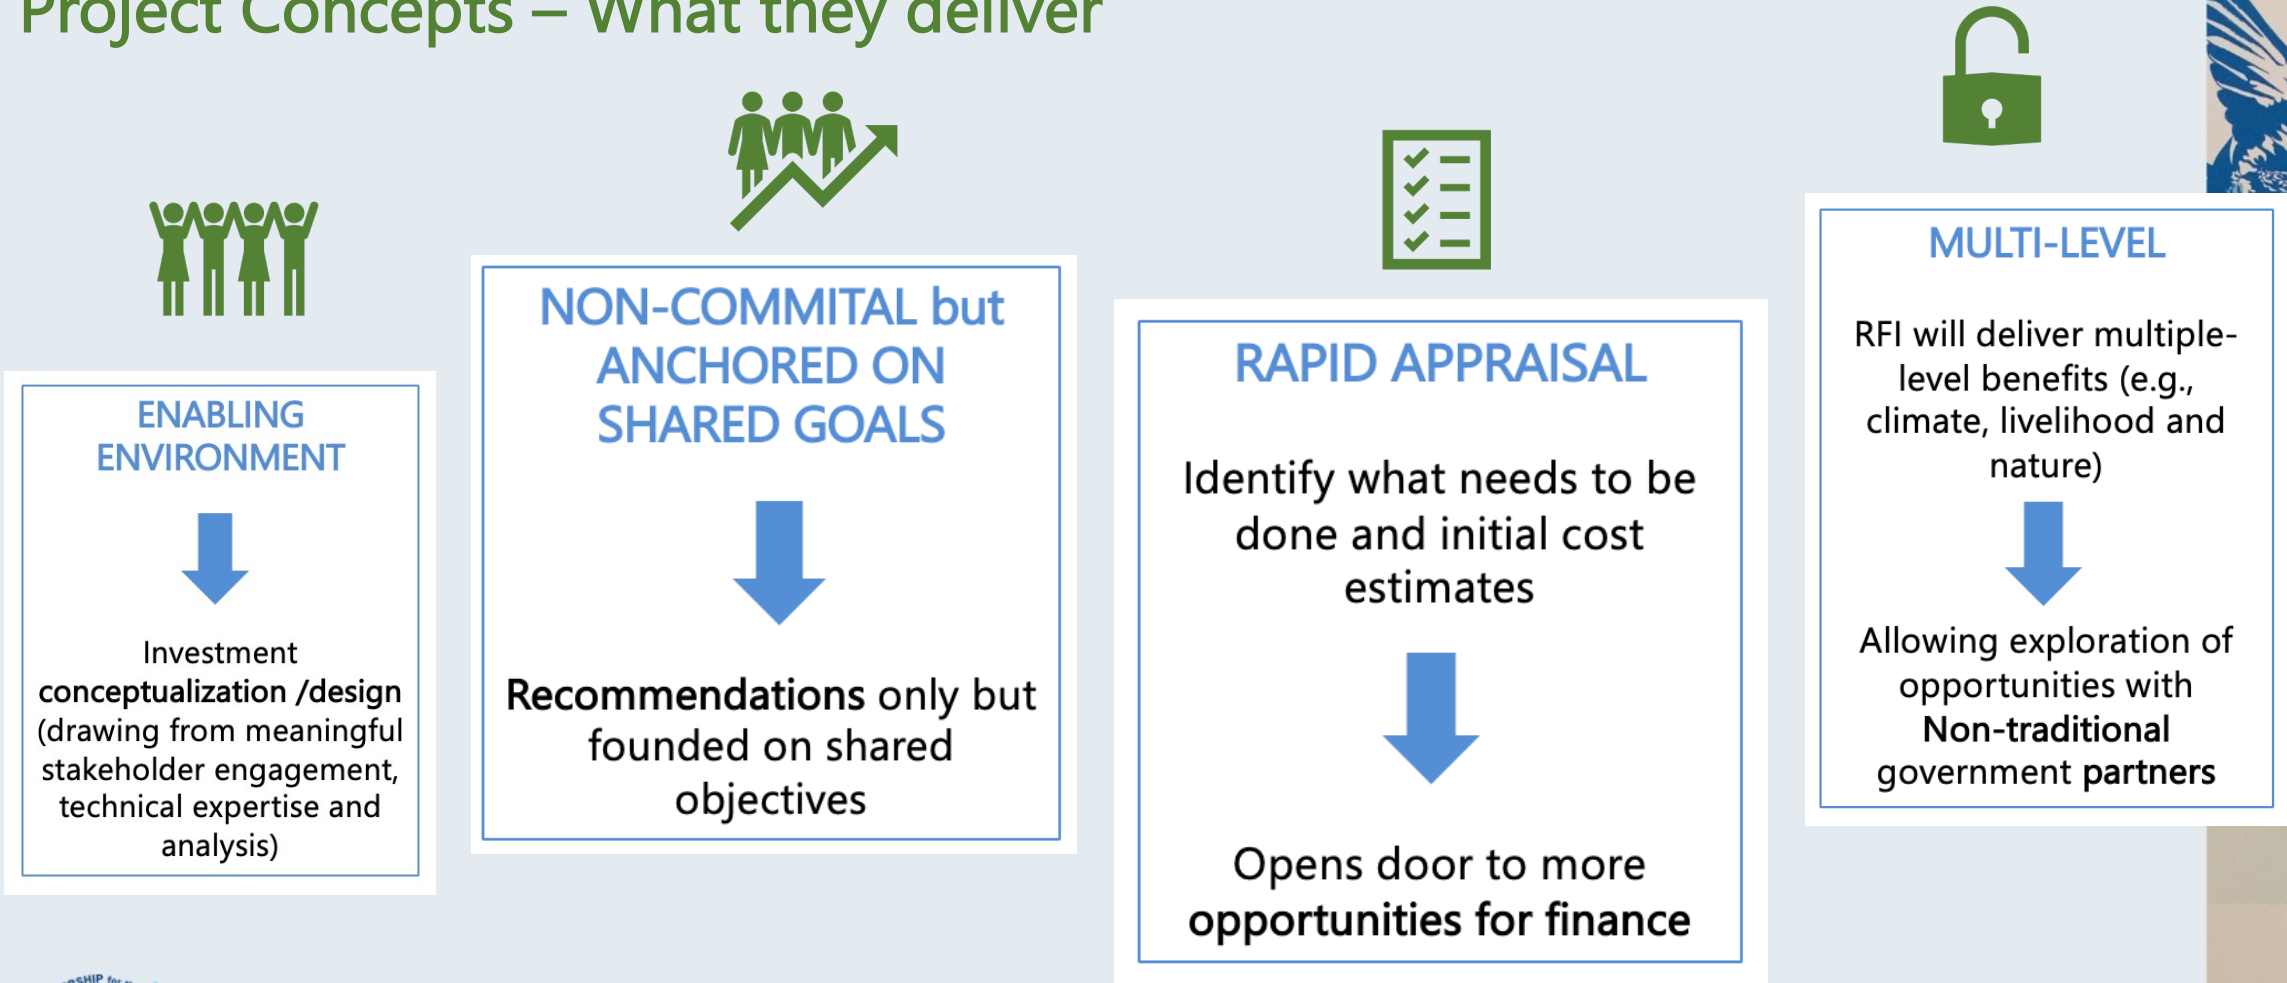 Project Concepts – What they deliver
ENABLING
ENVIRONMENT
Investment
conceptualization /design
(drawing from meaningful
stakeholder engagement,
technical expertise and
analysis)
NON-COMMITAL but
ANCHORED ON
SHARED GOALS
Recommendations only but
founded on shared
objectives
RAPID APPRAISAL
Identify what needs to be
done and initial cost
estimates
Opens door to more
opportunities for finance
MULTI-LEVEL
RFI will deliver multiple-
level benefits (e.g.,
climate, livelihood and
nature)
Allowing exploration of
opportunities with
Non-traditional
government partners